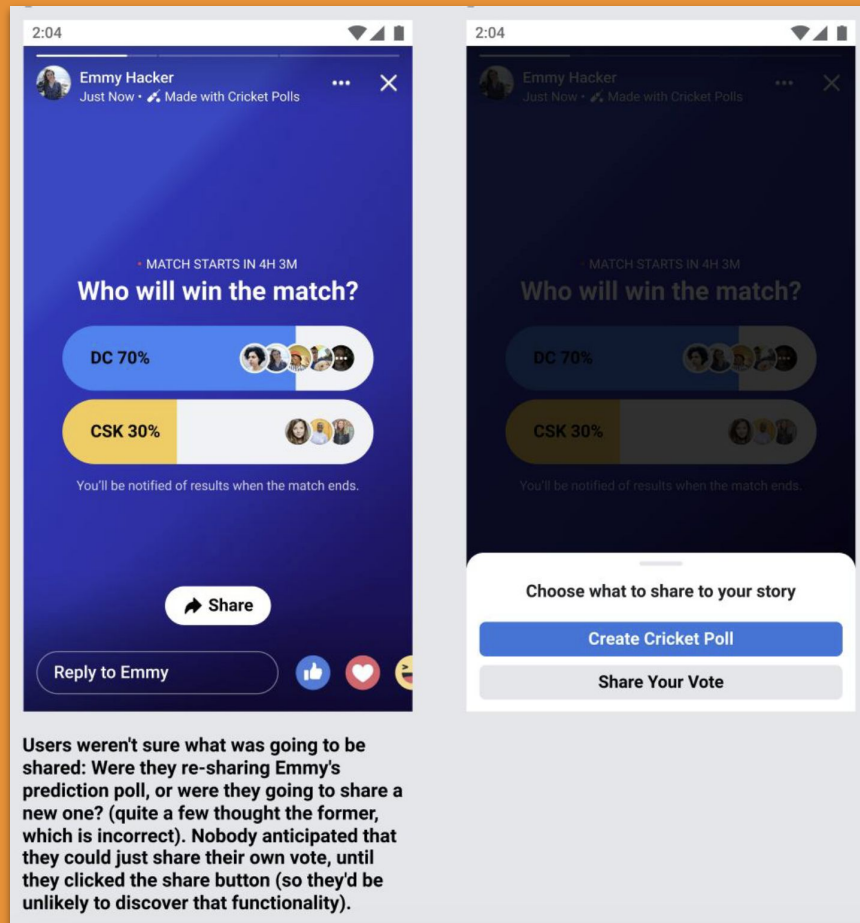 2:04
Emmy Hacker
Just Now • Made with Cricket Polls
• MATCH STARTS IN 4H 3M
Who will win the match?
DC 70%
CSK 30%
You'll be notified of results when the match ends.
Share
Reply to Emmy
Users weren't sure what was going to be
shared: Were they re-sharing Emmy's
prediction poll, or were they going to share a
new one? (quite a few thought the former,
which is incorrect). Nobody anticipated that
they could just share their own vote, until
they clicked the share button (so they'd be
unlikely to discover that functionality).
2:04
Emmy Hacker
Just Now • Made with Cricket Polls
• MATCH STARTS IN 4H 3M
Who will win the match?
DC 70%
CSK 30%
You'll be notified of results when the match ends.
Choose what to share to your story
Create Cricket Poll
Share Your Vote